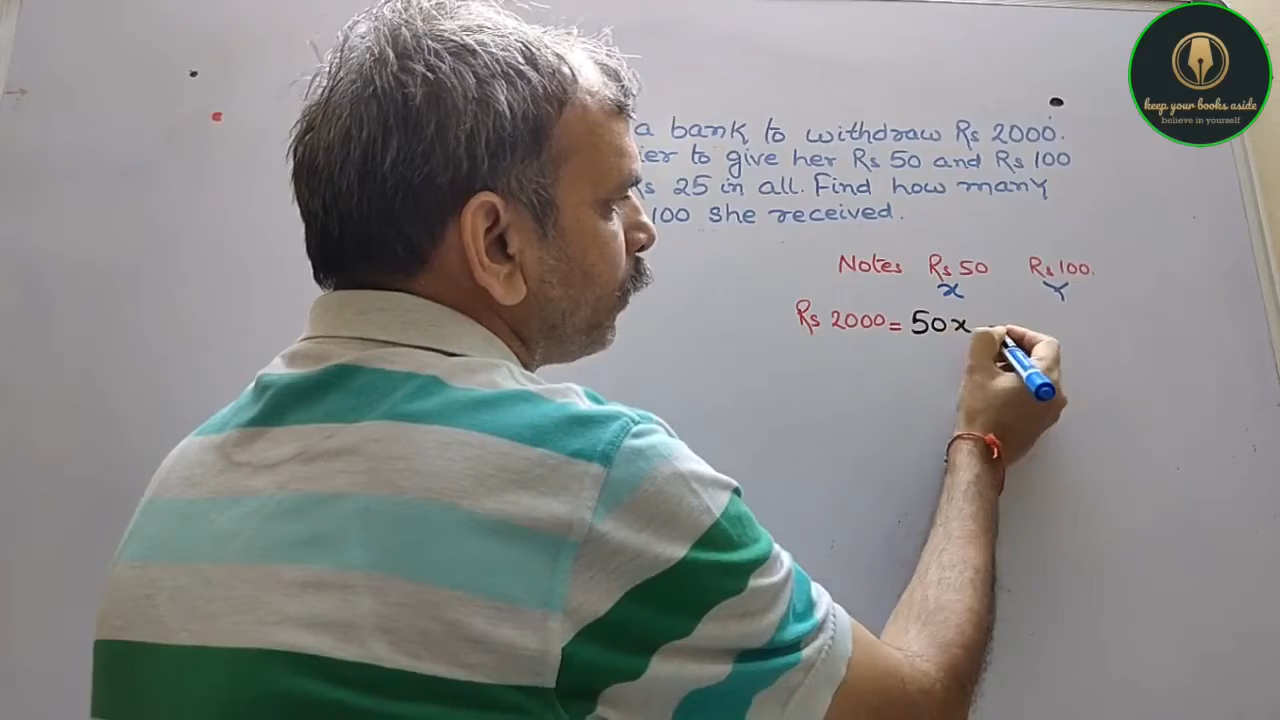 keep your books aside
believe in yourself
a bank to withdraw Rs 2000.
to give her Rs 50 and Rs 100
25 in all. Find how many
100 she received.
Notes Rs 50 Rs 100.
x Y
Rs 2000 = 50x